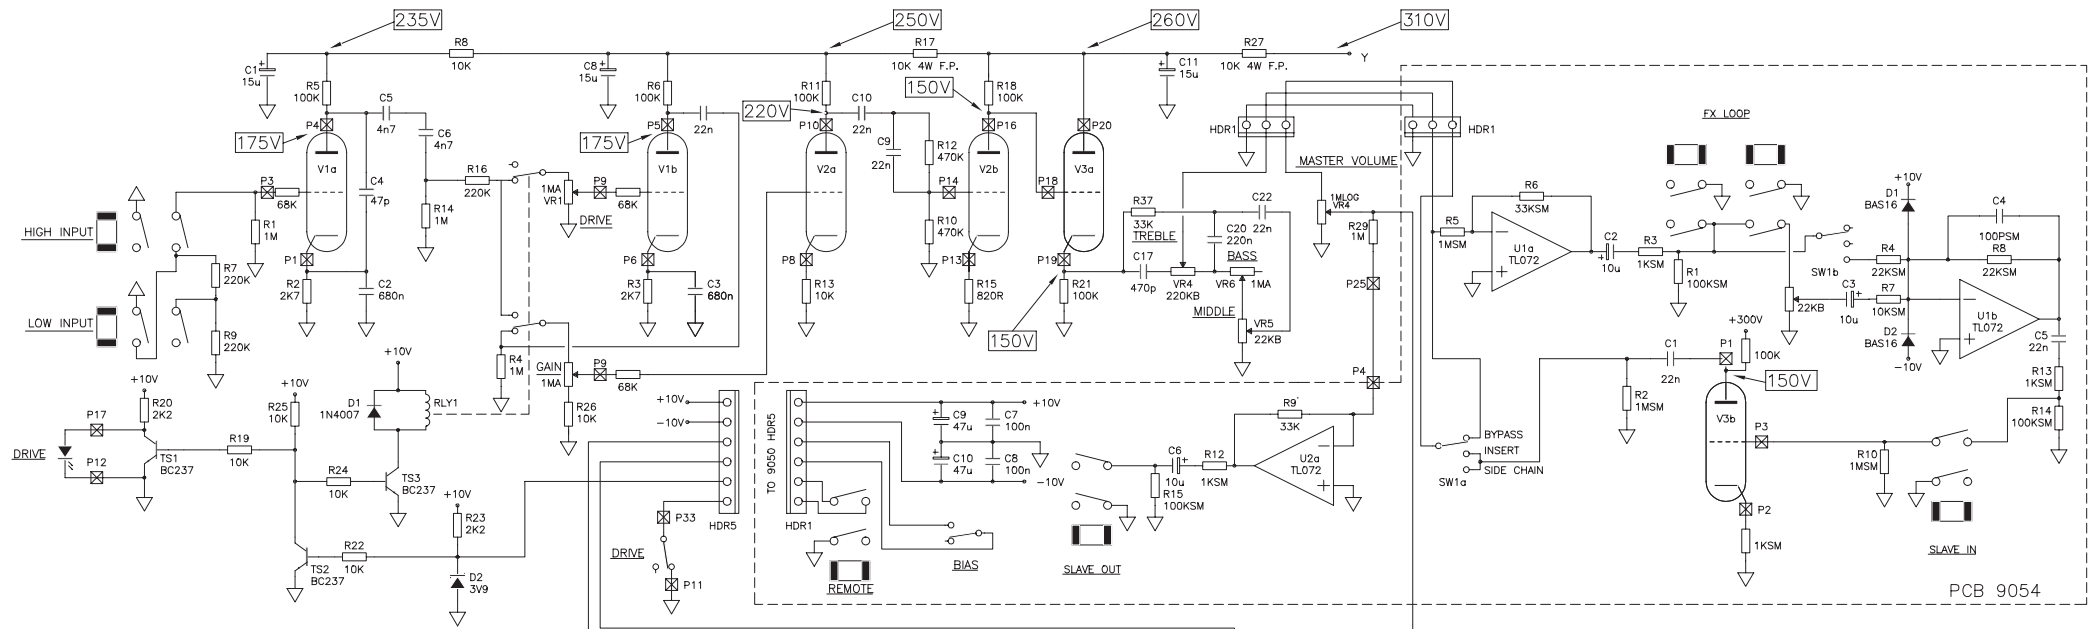 235V
250V
260V
310V
R8
10K
R17
10K 4W F.P.
R27
10K 4W F.P.
Y
C1
15u
+
R5
100K
C8
15u
+
R6
100K
R11
100K
150V
R18
100K
C11
15u
+
220V
C5
4n7
22n
C10
22n
175V
P4
C6
4n7
175V
P5
P10
P16
P20
HDR1
HDR1
FX LOOP
MASTER VOLUME
V1a
V1b
V2a
V2b
V3a
C9
22n
R12
470K
P3
68K
C4
47p
R16
220K
1MA
VR1
P9
68K
DRIVE
P14
P18
R10
470K
R1
1M
R14
1M
HIGH INPUT
R7
220K
R37
33K
C22
22n
TREBLE
C20
220n
BASS
1MLOG
VR4
R29
1M
R6
33KSM
R5
1MSM
U1a
TL072
C2
10u
+
R3
1KSM
R1
100KSM
SW1b
+10V
D1
BAS16
C4
100PSM
R4
22KSM
R8
22KSM
P1
R2
2K7
C2
680n
P6
R3
2K7
C3
680n
P8
R13
10K
P13
R15
820R
P19
R21
100K
C17
470p
VR4
220KB
VR6
1MA
MIDDLE
VR5
22KB
P25
22KB
C3
10u
+
R7
10KSM
U1b
TL072
D2
BAS16
-10V
C5
22n
LOW INPUT
R9
220K
150V
+300V
P1
100K
C1
22n
150V
R13
1KSM
R14
100KSM
R4
1M
GAIN
1MA
P9
68K
R26
10K
P4
+10V
R20
2K2
P17
P12
DRIVE
TS1
BC237
R19
10K
+10V
R25
10K
+10V
D1
1N4007
RLY1
R24
10K
TS3
BC237
+10V
R23
2K2
R22
10K
TS2
BC237
D2
3V9
+10V
-10V
HDR5
TO 9050 HDR5
HDR1
P33
DRIVE
P11
C9
47u
+
C7
100n
+10V
C10
47u
+
C8
100n
-10V
REMOTE
BIAS
SLAVE OUT
C6
10u
+
R12
1KSM
R15
100KSM
R9'
33K
U2a
TL072
BYPASS
INSERT
SIDE CHAIN
SW1a
R2
1MSM
V3b
P3
R10
1MSM
P2
1KSM
SLAVE IN
PCB 9054